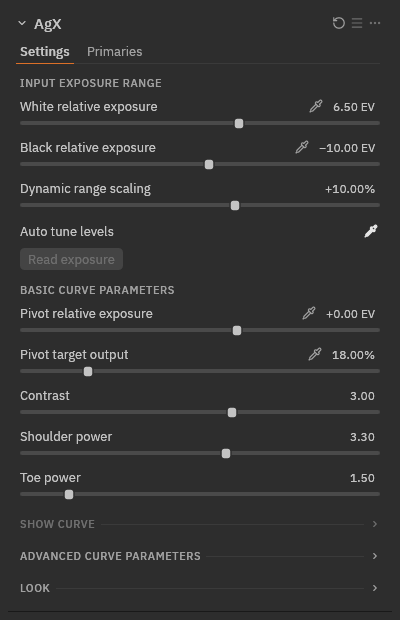 AgX
Settings Primaries
INPUT EXPOSURE RANGE
White relative exposure 6.50 EV
Black relative exposure −10.00 EV
Dynamic range scaling +10.00%
Auto tune levels
Read exposure
BASIC CURVE PARAMETERS
Pivot relative exposure +0.00 EV
Pivot target output 18.00%
Contrast 3.00
Shoulder power 3.30
Toe power 1.50
SHOW CURVE
ADVANCED CURVE PARAMETERS
LOOK